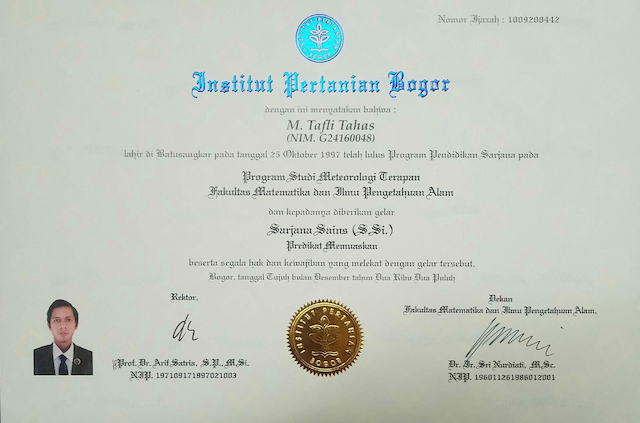 Nomor Ijazah : 1009200442
Institut Pertanian Bogor
dengan ini menyatakan bahwa :
M. Tafli Tahas
(NIM. G24160048)
lahir di Batusangkar pada tanggal 25 Oktober 1997 telah lulus Program Pendidikan Sarjana pada
Program Studi Meteorologi Terapan
Fakultas Matematika dan Ilmu Pengetahuan Alam
dan kepadanya diberikan gelar
Sarjana Sains (S.Si.)
Predikat Memuaskan
beserta segala hak dan kewajiban yang melekat dengan gelar tersebut.
Bogor, tanggal Tujuh bulan Desember tahun Dua Ribu Dua Puluh
Rektor,
Prof. Dr. Arif Satria, S.P., M.Si.
NIP. 197109171997021003
INSTITUT PERTANIAN
BOGOR
Dekan
Fakultas Matematika dan Ilmu Pengetahuan Alam,
Dr. Ir. Sri Nurdiati, M.Sc.
NIP. 196011261986012001